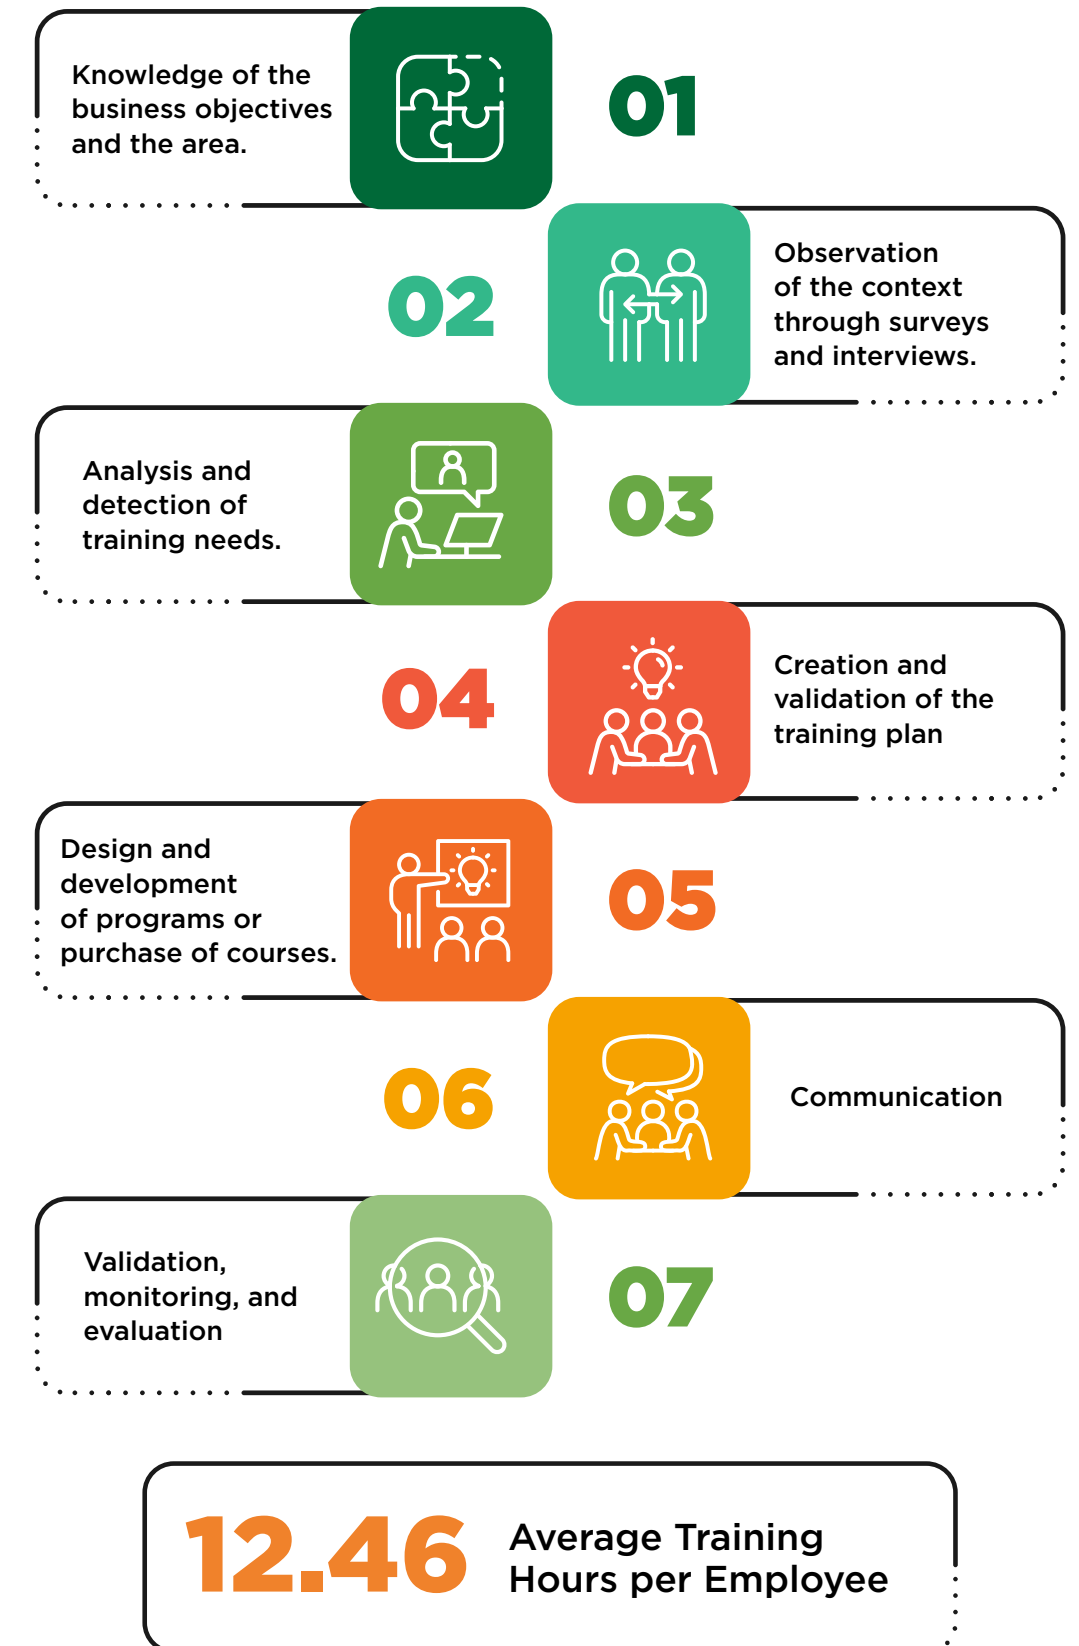 Knowledge of the
business objectives
and the area.
01
02
Observation
of the context
through surveys
and interviews.
Analysis and
detection of
training needs.
03
04
Creation and
validation of the
training plan
Design and
development
of programs or
purchase of courses.
05
06
Communication
Validation,
monitoring, and
evaluation
07
12.46
Average Training
Hours per Employee